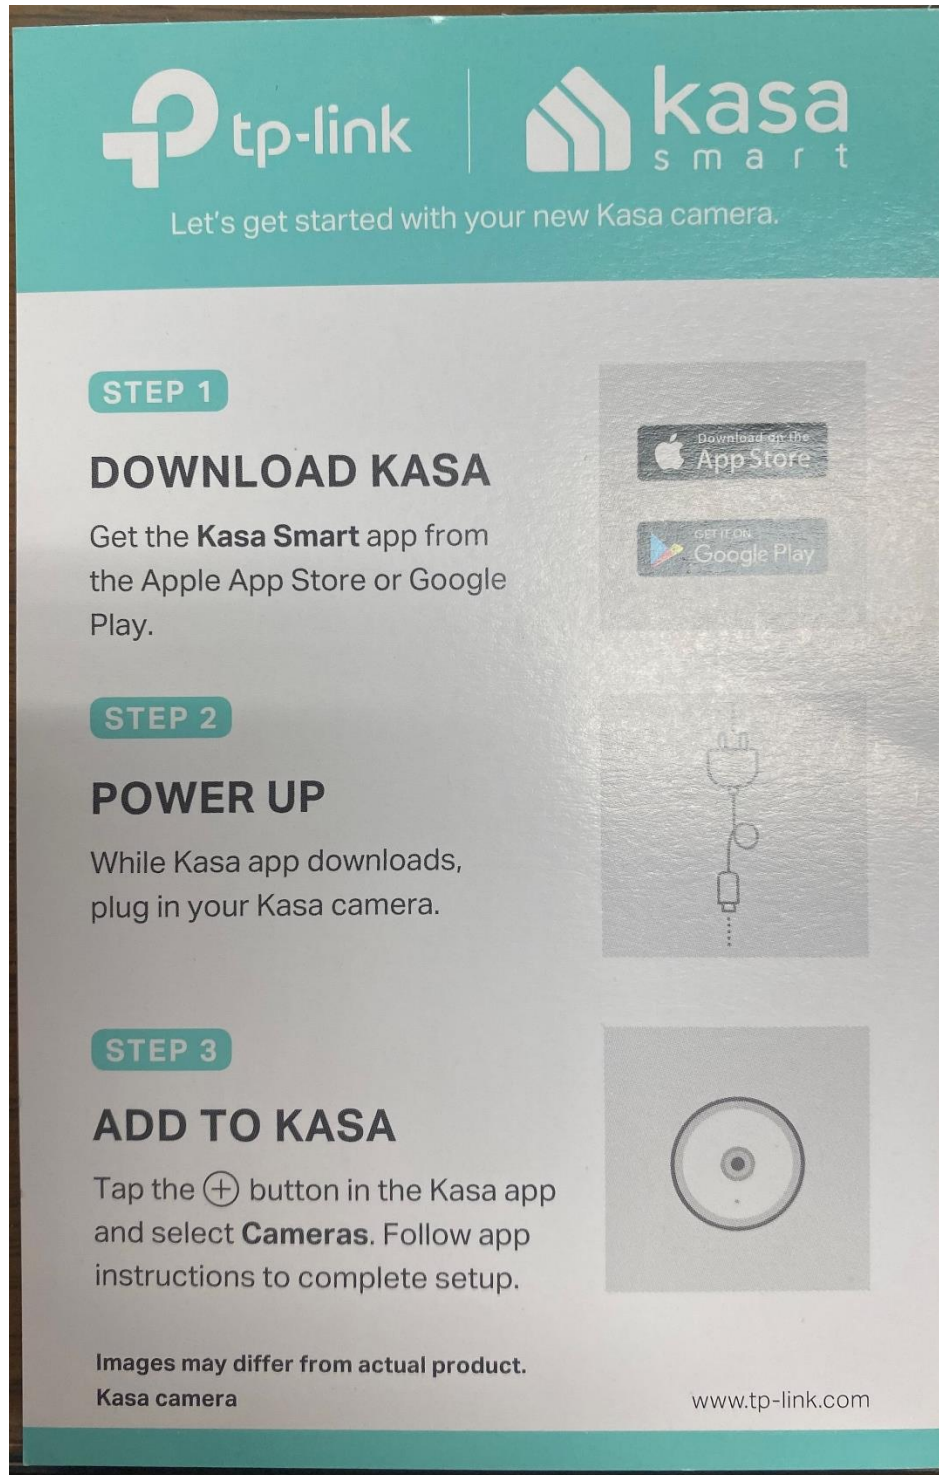 tp-link
kasa
smart
Let's get started with your new Kasa camera.
STEP 1
DOWNLOAD KASA
Get the Kasa Smart app from
the Apple App Store or Google
Play.
Download on the
App Store
GET IT ON
Google Play
STEP 2
POWER UP
While Kasa app downloads,
plug in your Kasa camera.
STEP 3
ADD TO KASA
Tap the ⊕ button in the Kasa app
and select Cameras. Follow app
instructions to complete setup.
Images may differ from actual product.
Kasa camera
www.tp-link.com